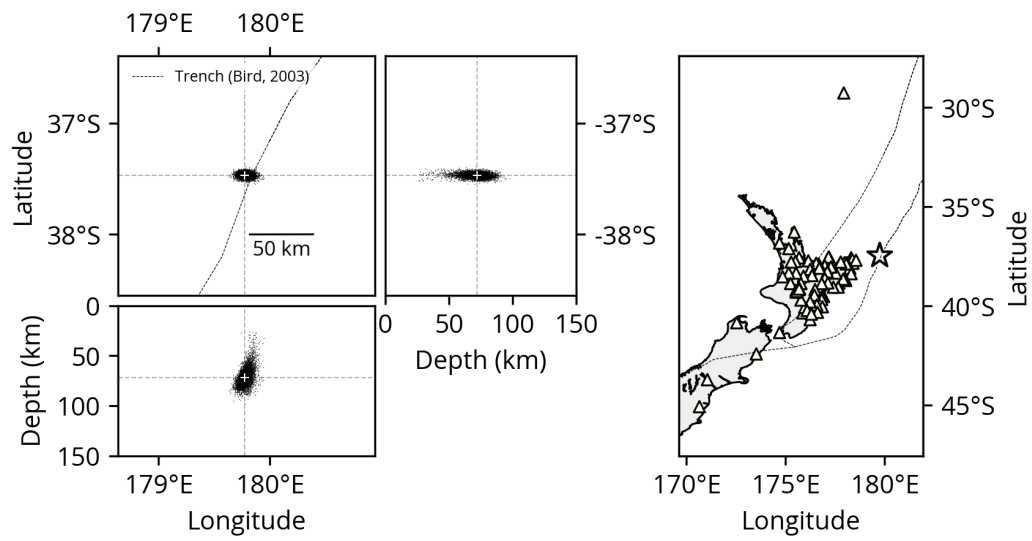 179°E 180°E
Trench (Bird, 2003)
37°S
38°S
Latitude
50 km
-37°S
-38°S
0 50 100 150
Depth (km)
0
50
100
150
Depth (km)
179°E 180°E
Longitude
30°S
35°S
40°S
45°S
Latitude
170°E 175°E 180°E
Longitude